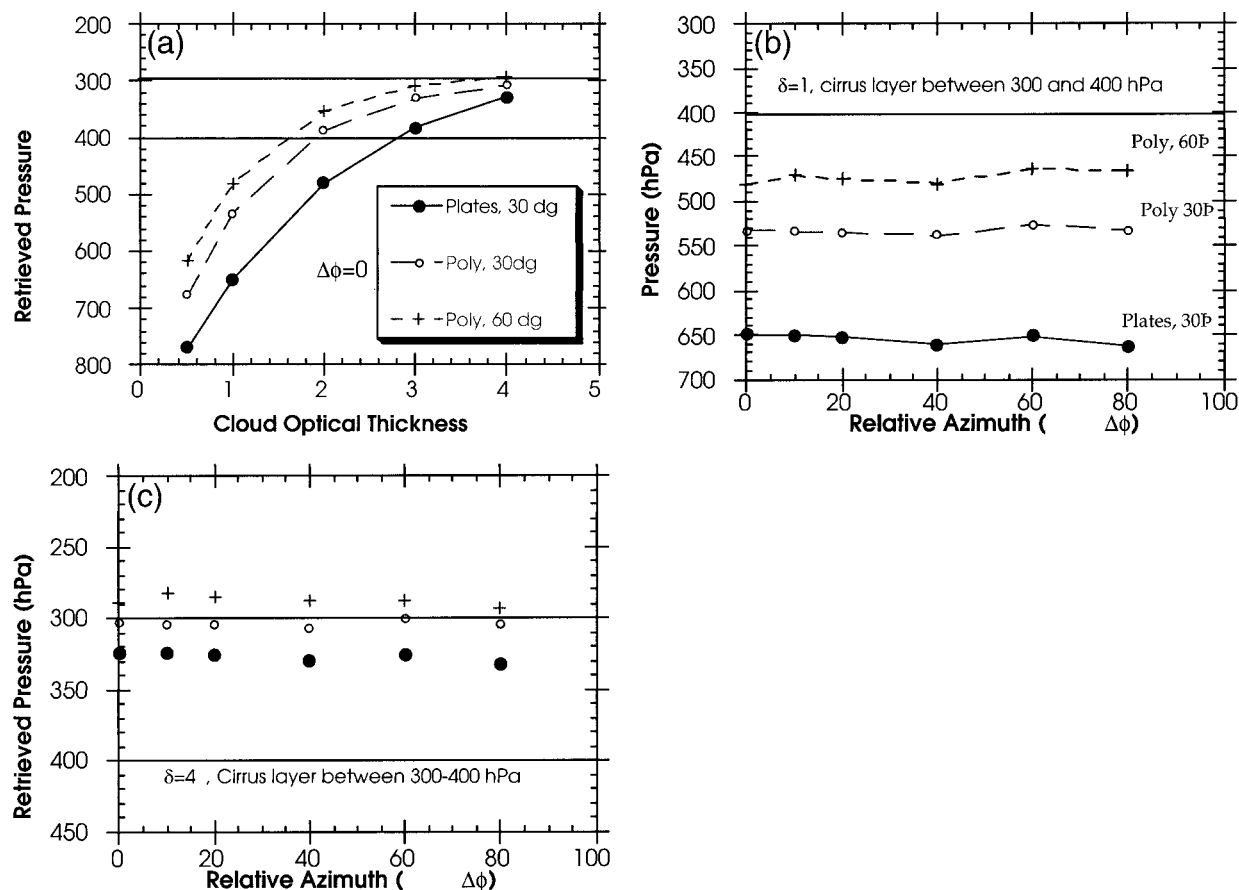 (a)
200
300
400
500
600
700
800
Retrieved Pressure
0 1 2 3 4 5
Cloud Optical Thickness
Δϕ=0
Plates, 30 dg
Poly, 30dg
Poly, 60 dg
(b)
300
350
400
450
500
550
600
650
700
Pressure (hPa)
δ=1, cirrus layer between 300 and 400 hPa
Poly, 60Þ
Poly 30Þ
Plates, 30Þ
0 20 40 60 80 100
Relative Azimuth ( Δϕ)
(c)
200
250
300
350
400
450
Retrieved Pressure (hPa)
δ=4 , Cirrus layer between 300-400 hPa
0 20 40 60 80 100
Relative Azimuth ( Δϕ)